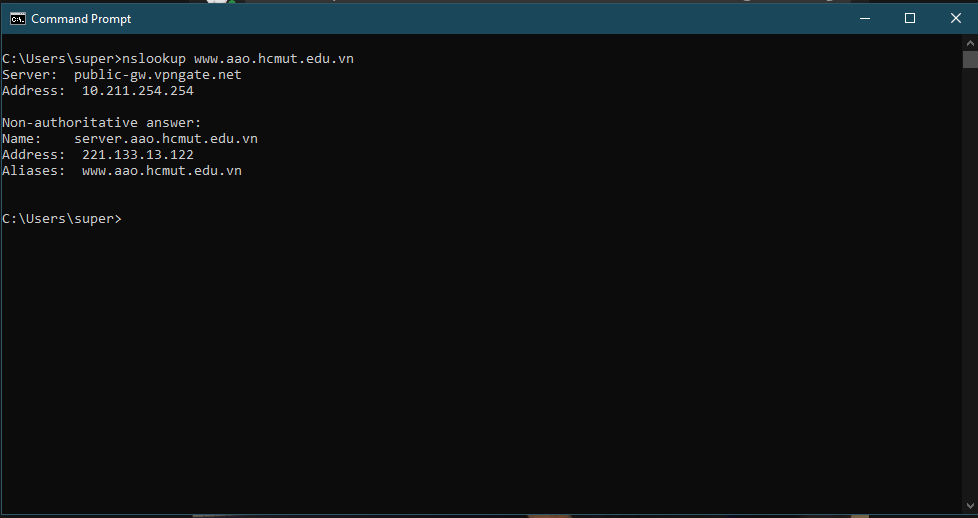 Command Prompt
C:\Users\super>nslookup www.aao.hcmut.edu.vn
Server:  public-gw.vpngate.net
Address:  10.211.254.254
Non-authoritative answer:
Name:    server.aao.hcmut.edu.vn
Address:  221.133.13.122
Aliases:  www.aao.hcmut.edu.vn
C:\Users\super>